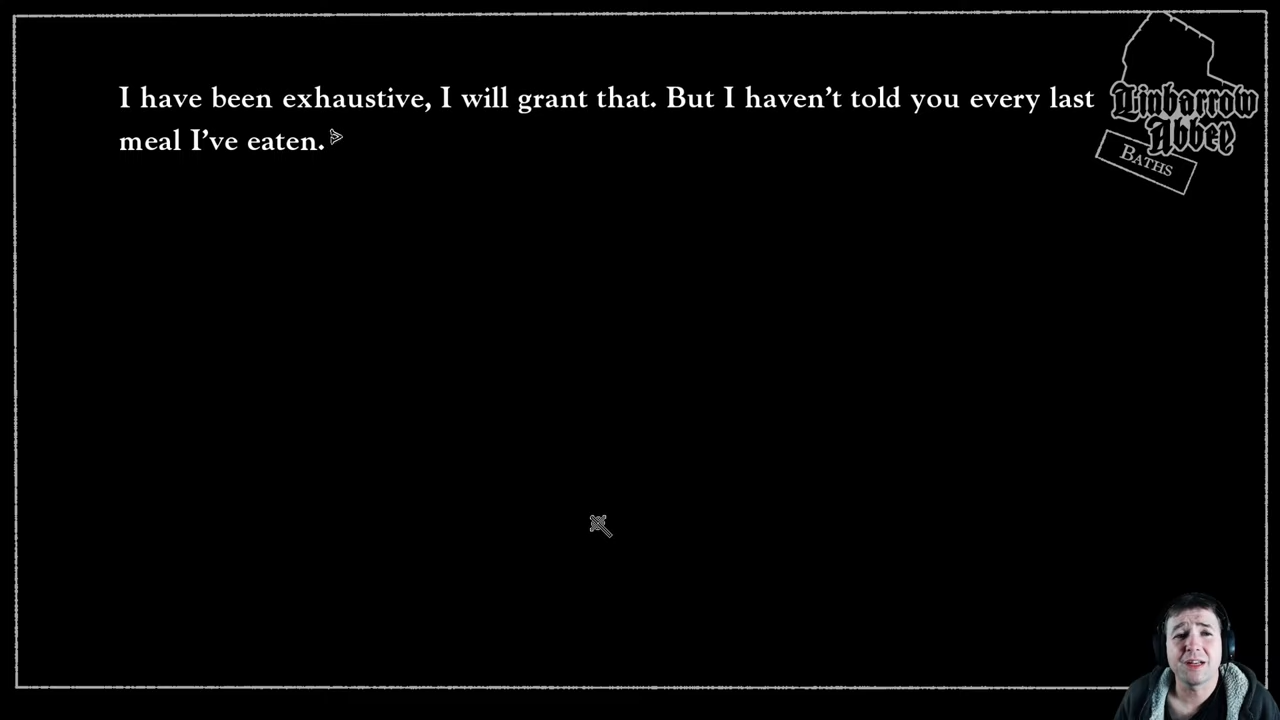 I have been exhaustive, I will grant that. But I haven't told you every last
meal I've eaten.
Linbarrow
Abbey
BATHS